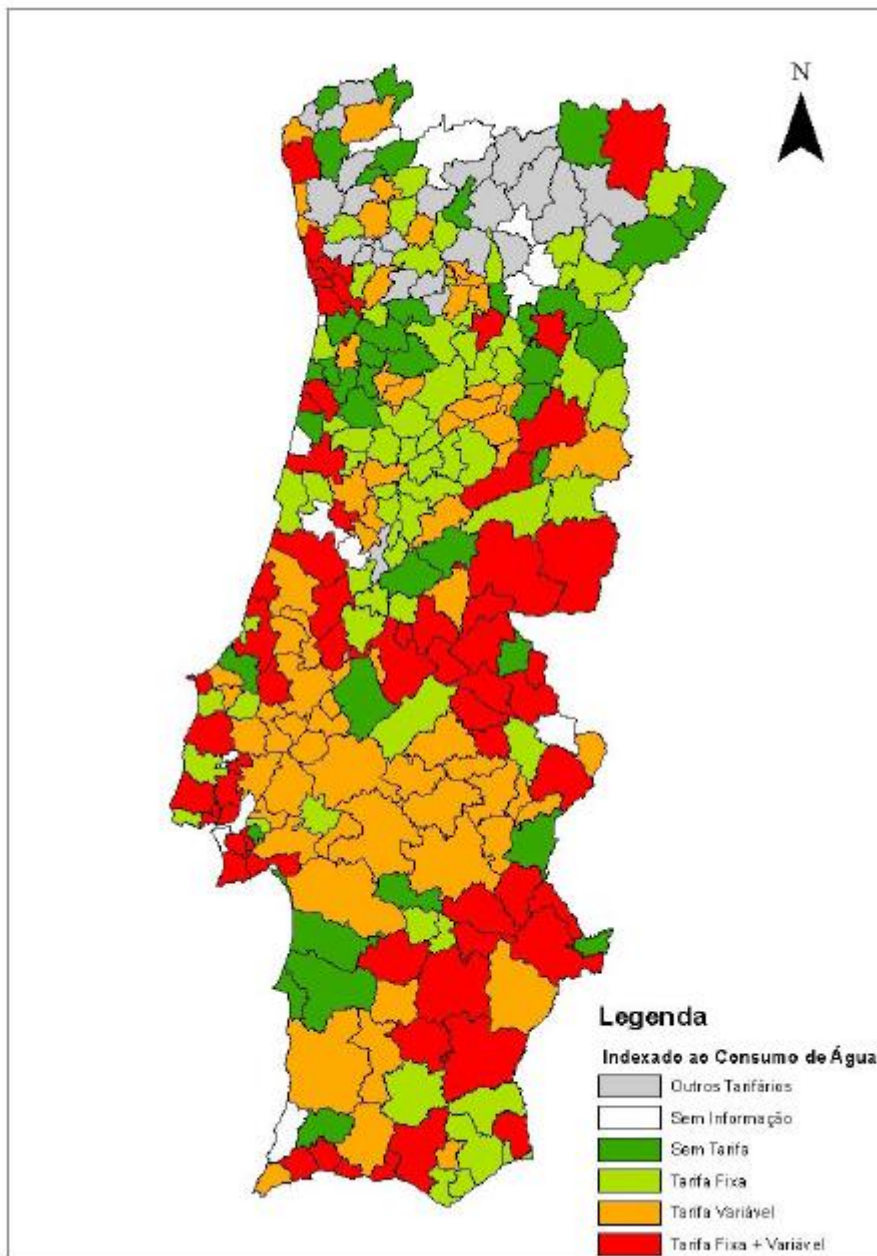 N
Legenda
Indexado ao Consumo de Água
Outros Tarifários
Sem Informação
Sem Tarifa
Tarifa Fixa
Tarifa Variável
Tarifa Fixa + Variável